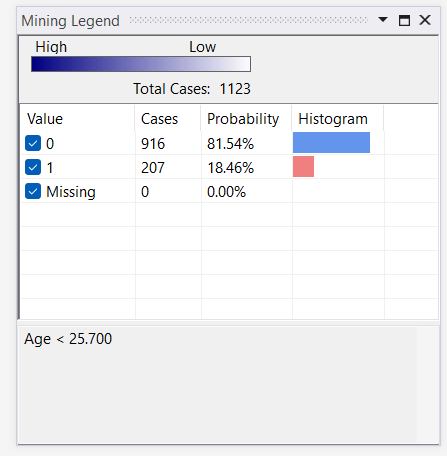 Mining Legend
High Low
Total Cases: 1123
Value Cases Probability Histogram
0 916 81.54%
1 207 18.46%
Missing 0 0.00%
Age < 25.700